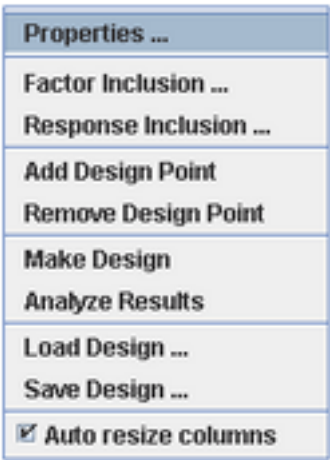 Properties ...
Factor Inclusion ...
Response Inclusion ...
Add Design Point
Remove Design Point
Make Design
Analyze Results
Load Design ...
Save Design ...
Auto resize columns